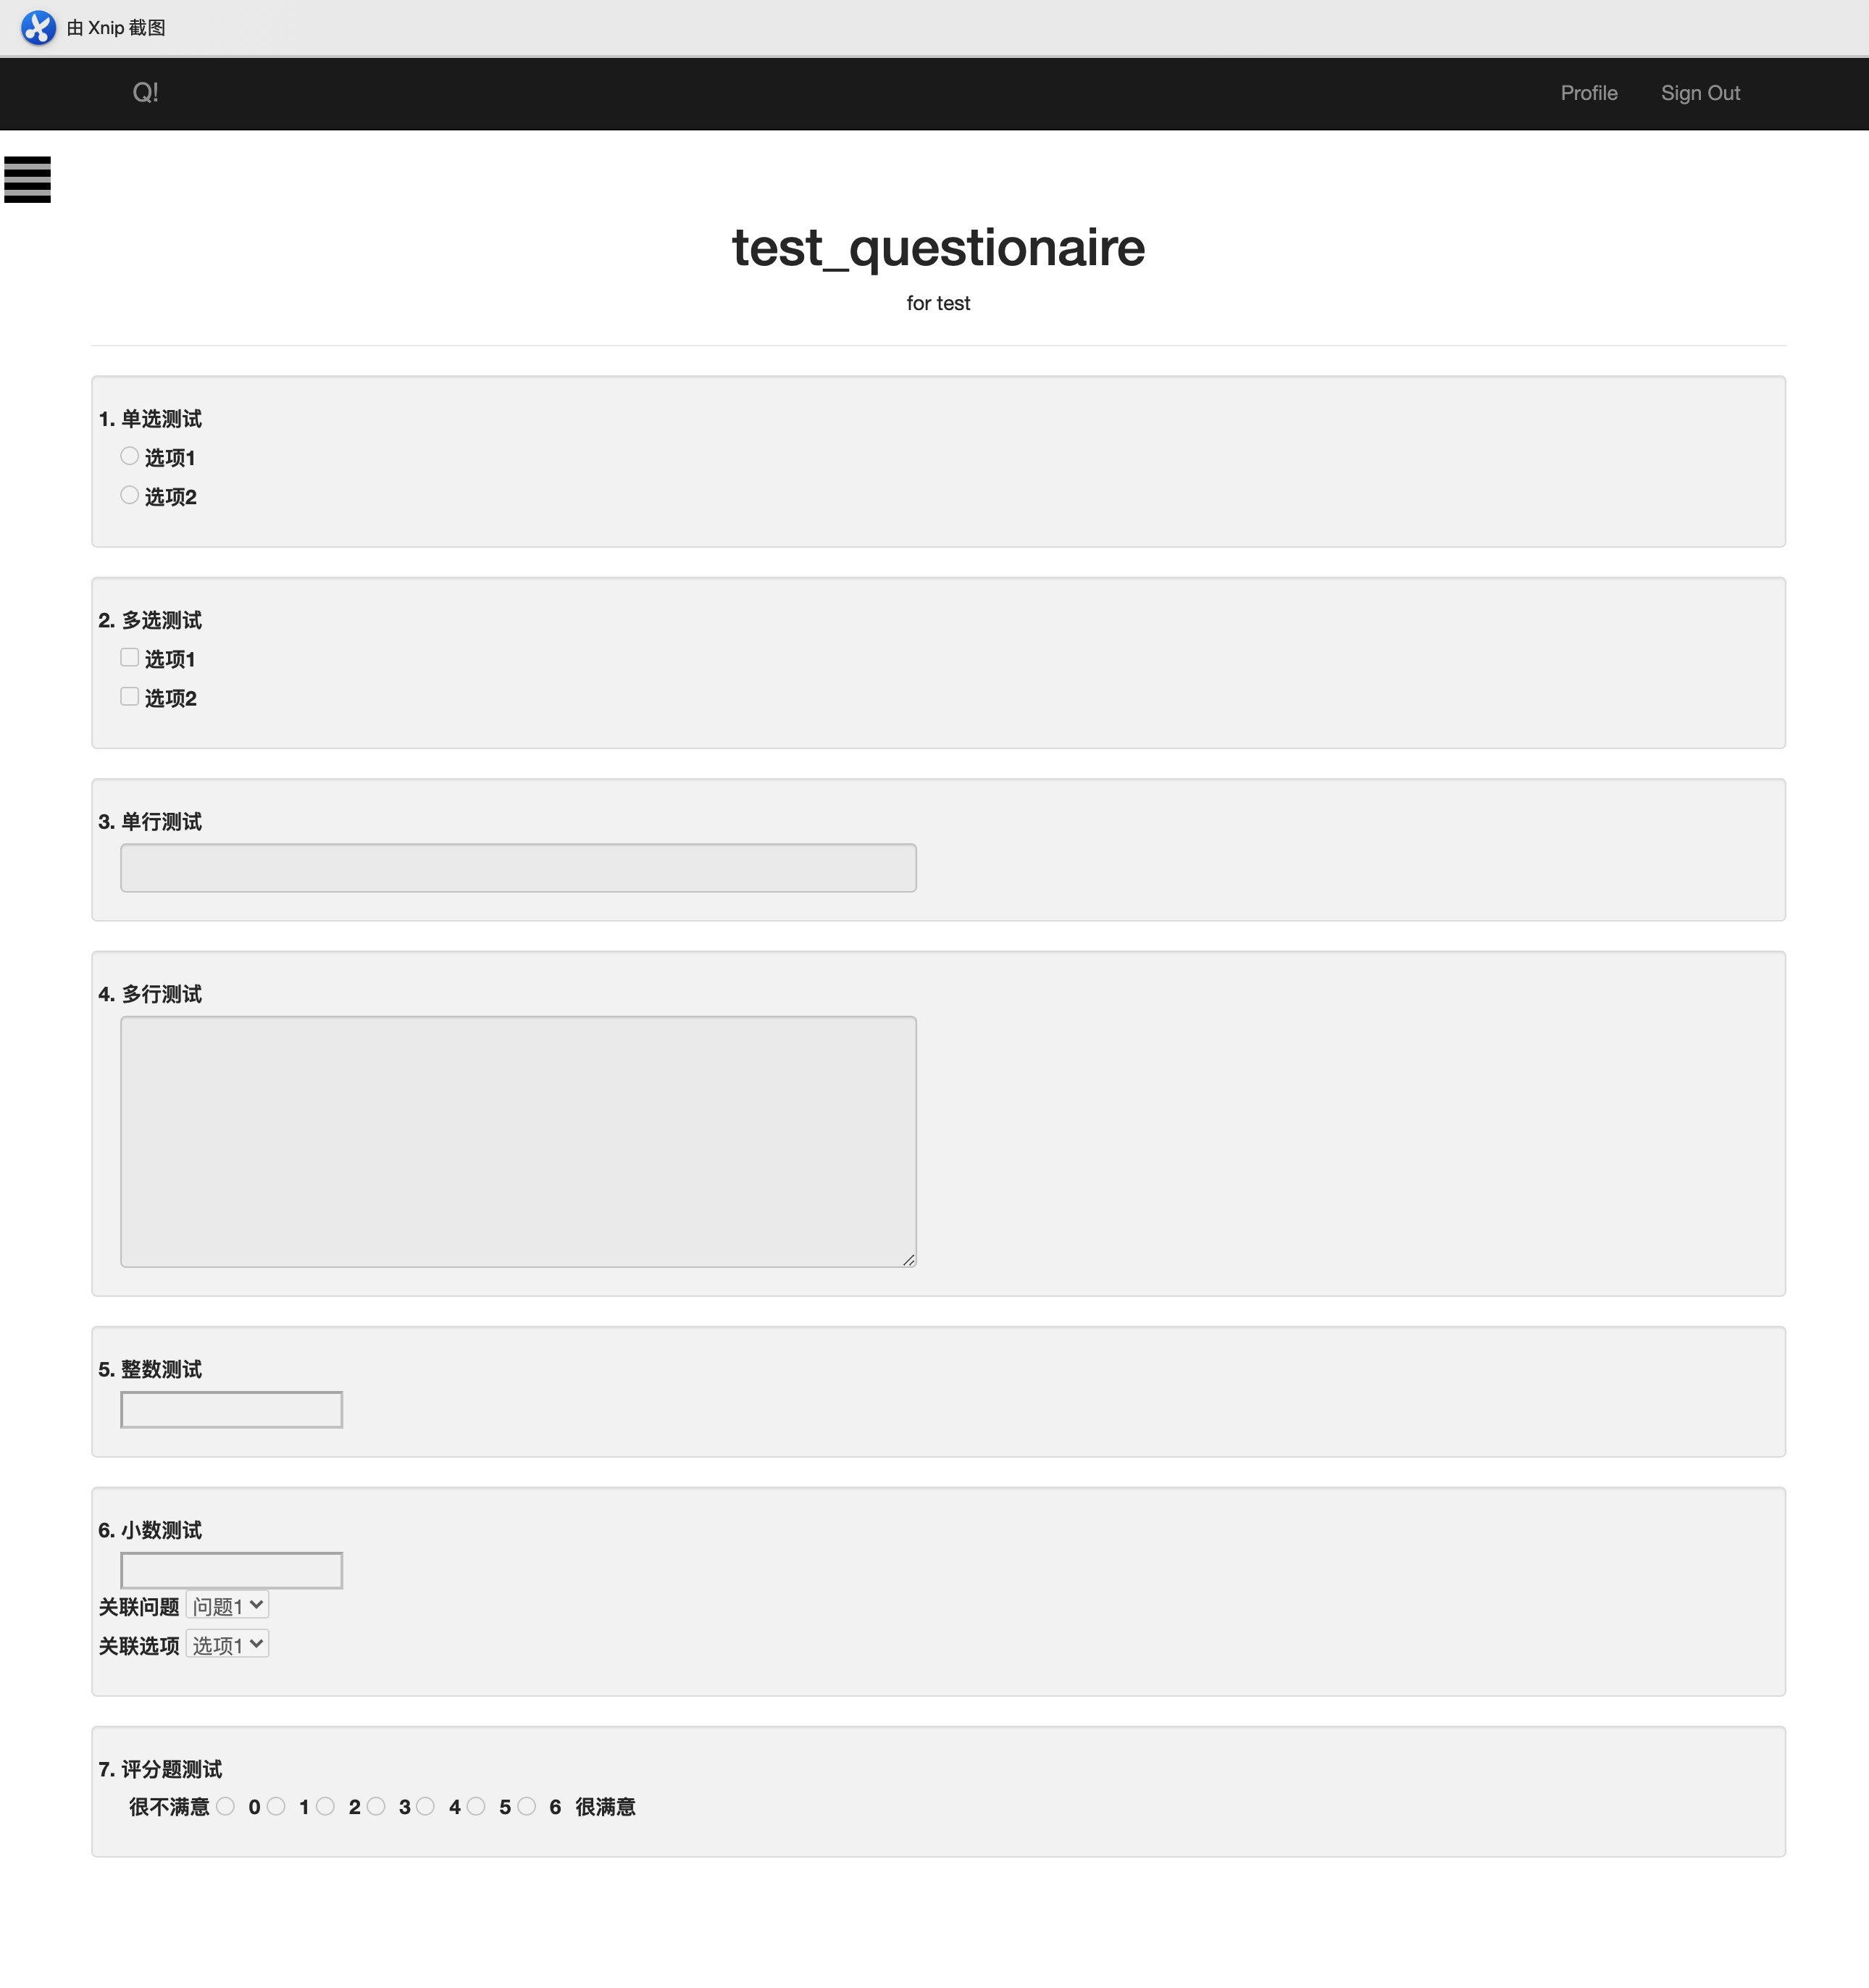 由 Xnip 截图
Q! Profile Sign Out
test_questionaire
for test
1. 单选测试
选项1
选项2
2. 多选测试
选项1
选项2
3. 单行测试
4. 多行测试
5. 整数测试
6. 小数测试
关联问题 问题1
关联选项 选项1
7. 评分题测试
很不满意 0 1 2 3 4 5 6 很满意